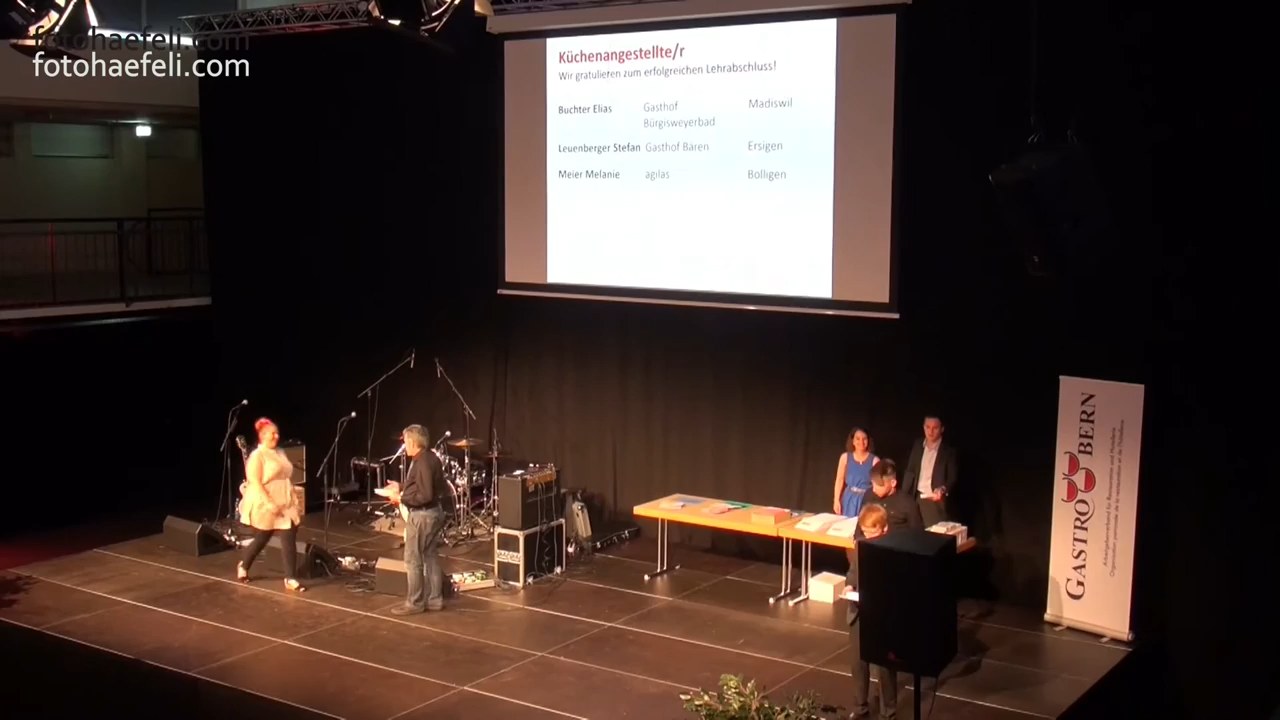 fotohaefeli.com
fotohaefeli.com
Küchenangestellte/r
Wir gratulieren zum erfolgreichen Lehrabschluss!
Buchter Elias Gasthof Bürgisweyerbad Madiswil
Leuenberger Stefan Gasthof Bären Ersigen
Meier Melanie agilas Bolligen
GASTRO BERN